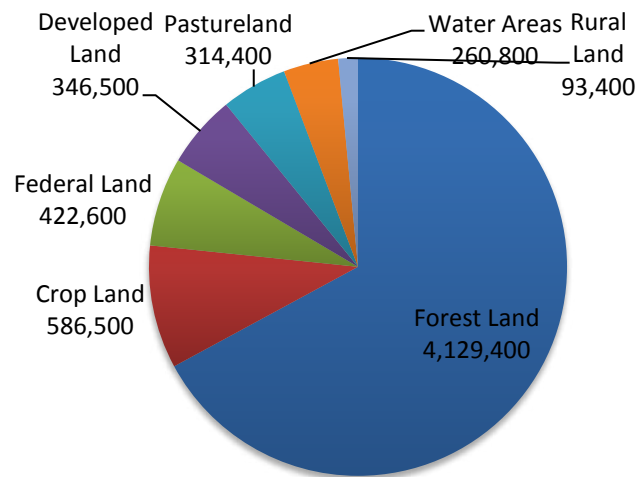 Developed
Land
346,500
Pastureland
314,400
Water Areas
260,800
Rural
Land
93,400
Federal Land
422,600
Crop Land
586,500
Forest Land
4,129,400